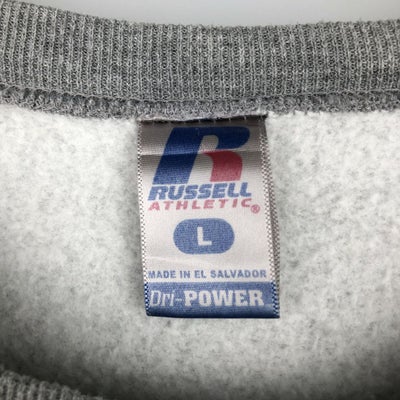 R
RUSSELL
ATHLETIC®
L
MADE IN EL SALVADOR
Dri-POWER